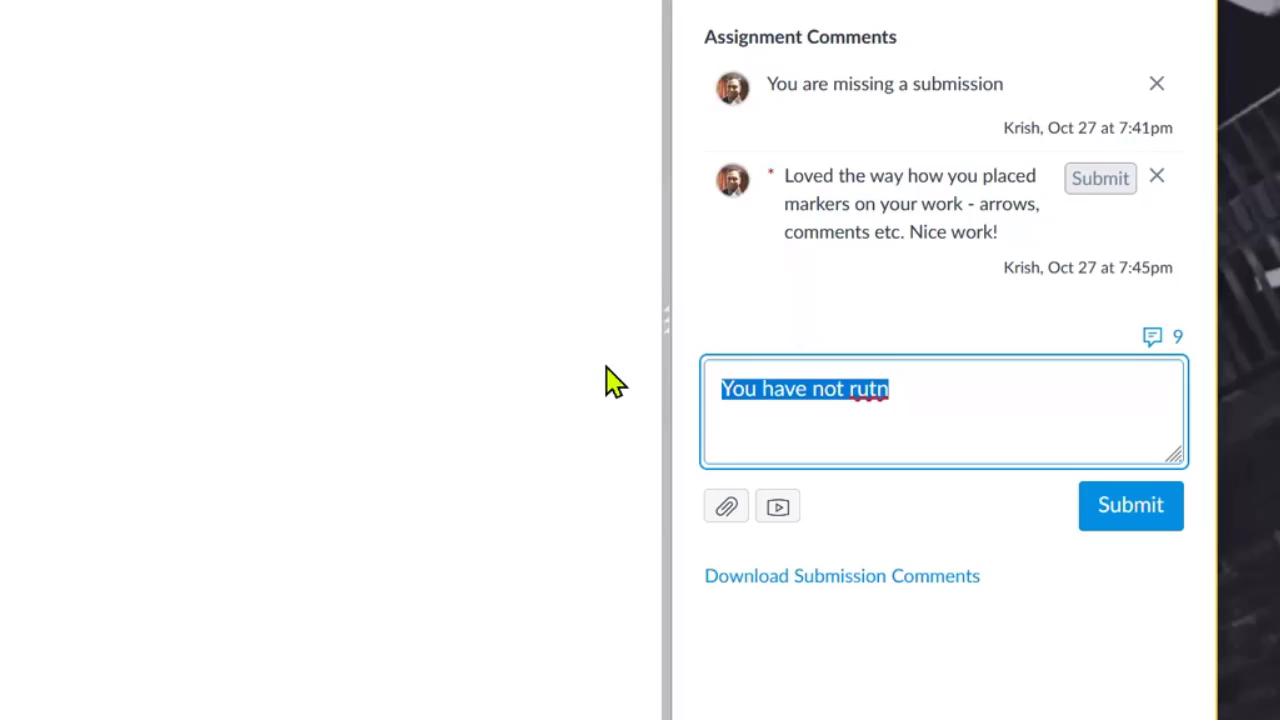 Assignment Comments
You are missing a submission
Krish, Oct 27 at 7:41pm
* Loved the way how you placed
Submit
markers on your work - arrows,
comments etc. Nice work!
Krish, Oct 27 at 7:45pm
9
You have not rutn
Submit
Download Submission Comments